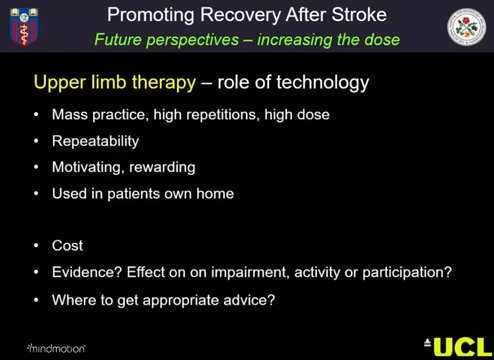 Promoting Recovery After Stroke
Future perspectives – increasing the dose
Upper limb therapy – role of technology
• Mass practice, high repetitions, high dose
• Repeatability
• Motivating, rewarding
• Used in patients own home
• Cost
• Evidence? Effect on on impairment, activity or participation?
• Where to get appropriate advice?
mindmotion
UCL